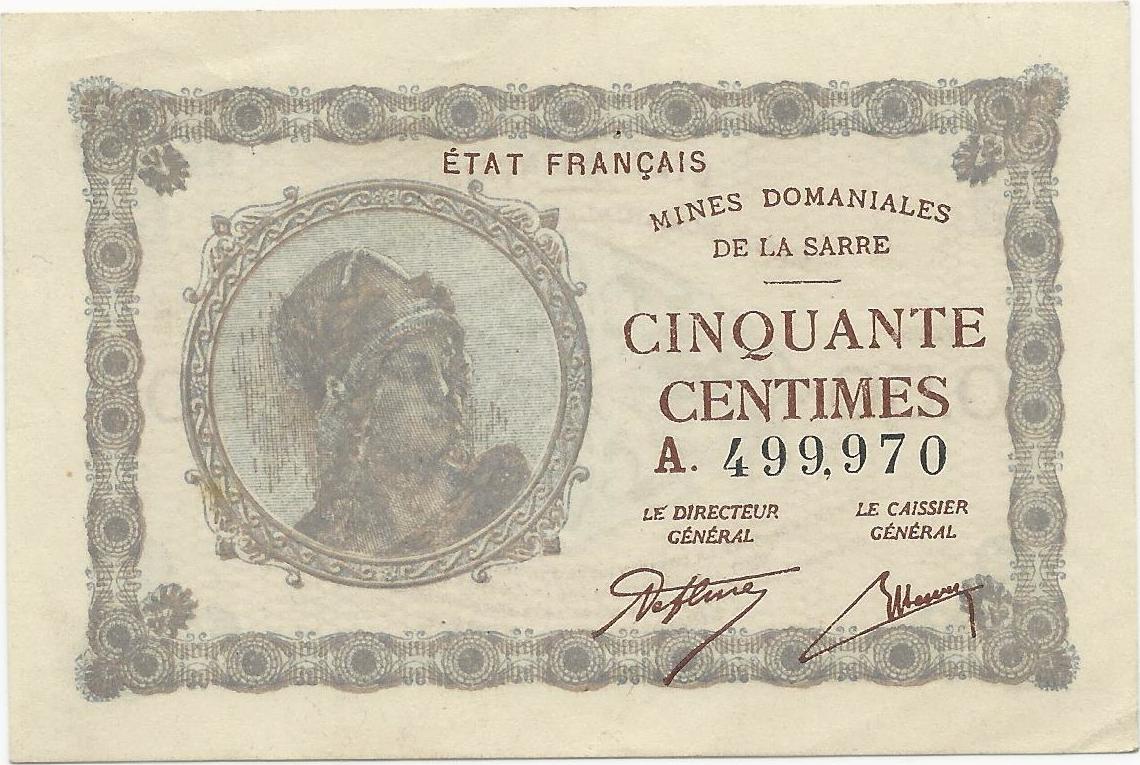 ÉTAT FRANÇAIS
MINES DOMANIALES
DE LA SARRE
CINQUANTE
CENTIMES
A. 499,970
LE DIRECTEUR
GÉNÉRAL
LE CAISSIER
GÉNÉRAL